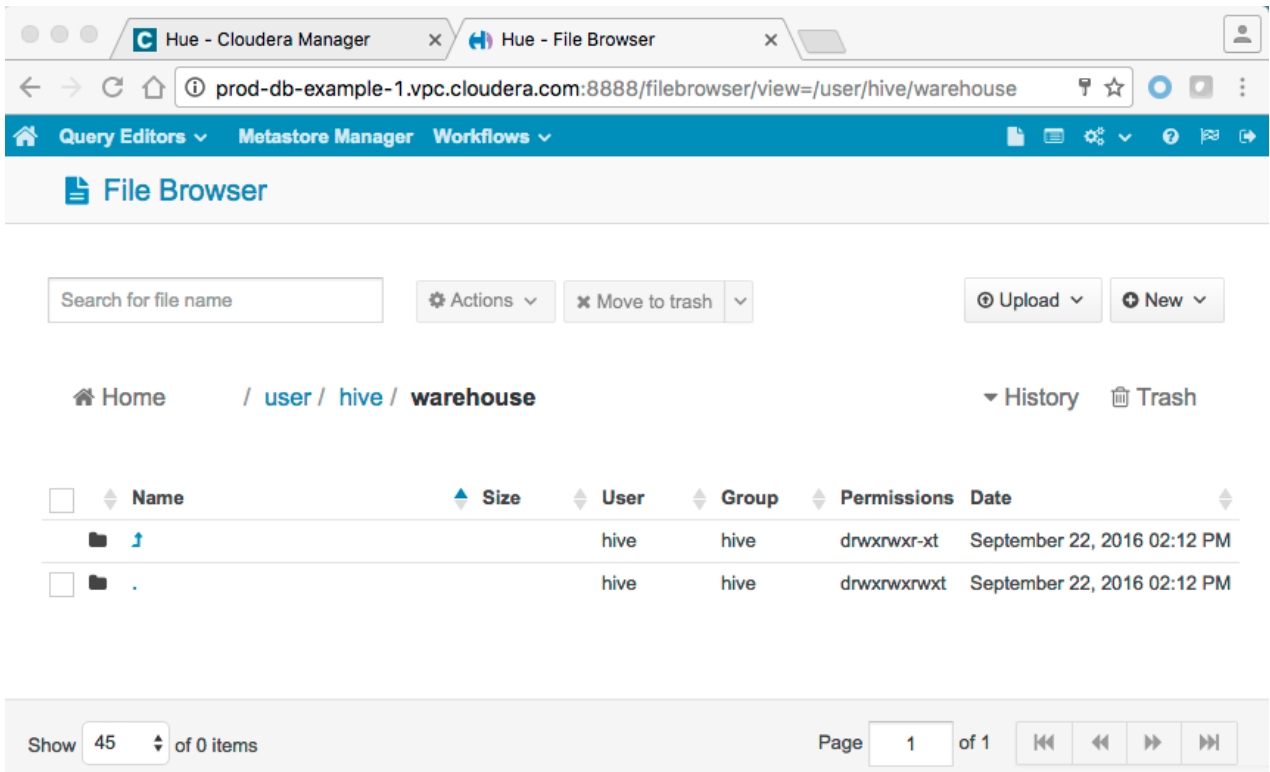 Hue - Cloudera Manager Hue - File Browser
prod-db-example-1.vpc.cloudera.com:8888/filebrowser/view=/user/hive/warehouse
Query Editors Metastore Manager Workflows
File Browser
Search for file name Actions Move to trash Upload New
Home / user / hive / warehouse History Trash
Name Size User Group Permissions Date
hive hive drwxrwxr-xt September 22, 2016 02:12 PM
. hive hive drwxrwxrwxt September 22, 2016 02:12 PM
Show 45 of 0 items Page 1 of 1